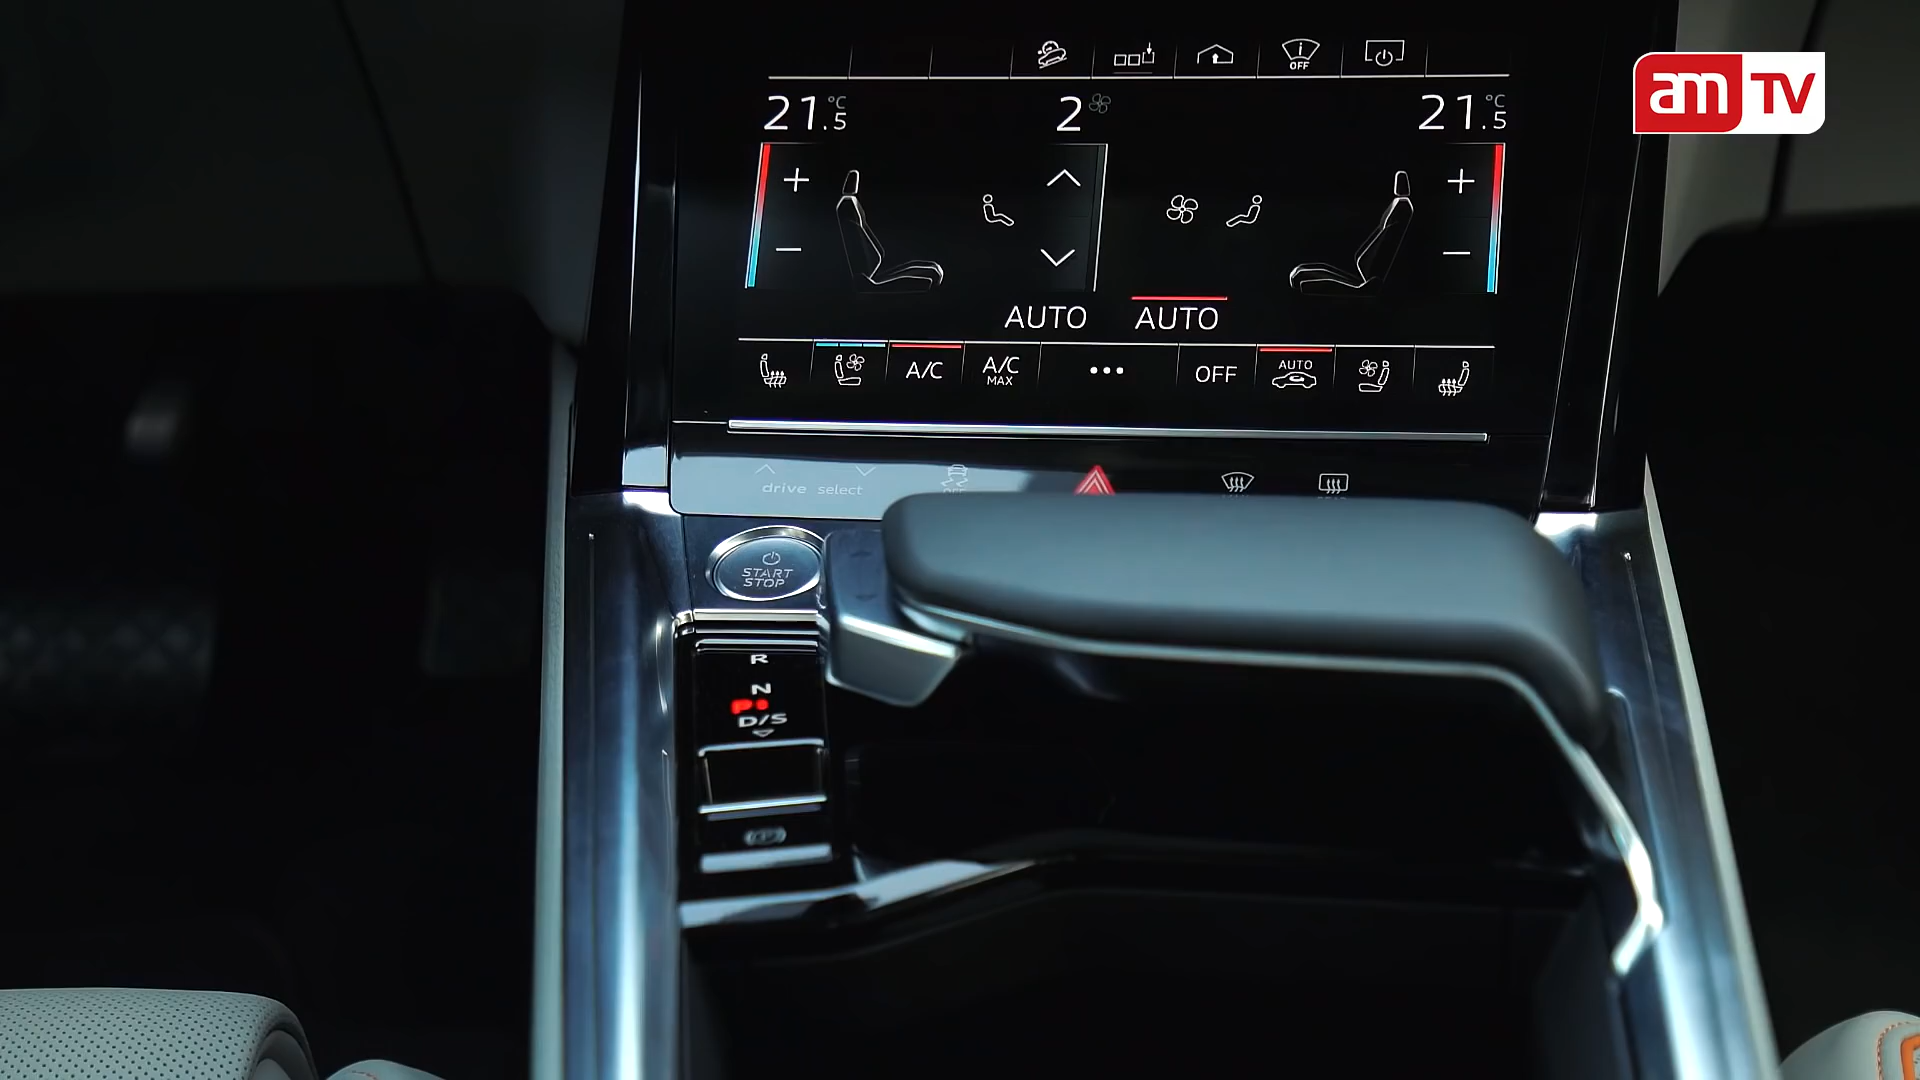 OFF
am TV
21.5 °C
2
21.5 °C
AUTO AUTO
A/C
A/C MAX
OFF
AUTO
drive select
START
STOP
R
N
P
D/S